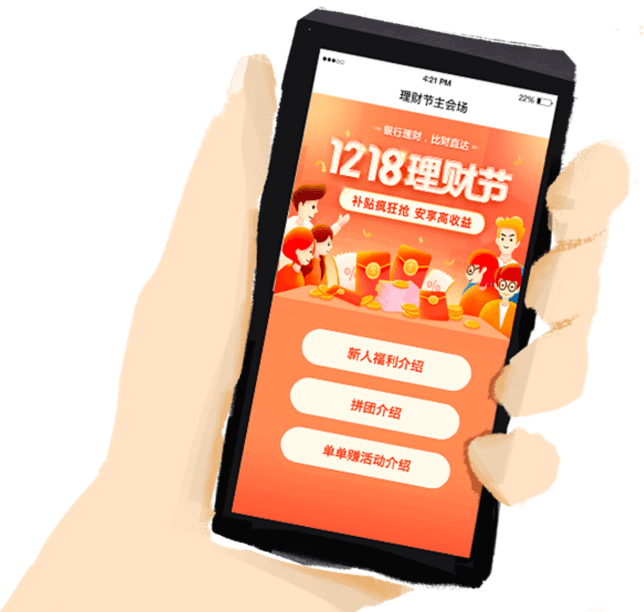 4:21 PM
22%
理财节主会场
银行理财，比财直达
1218理财节
补贴疯狂抢 安享高收益
%
%
新人福利介绍
拼团介绍
单单赚活动介绍